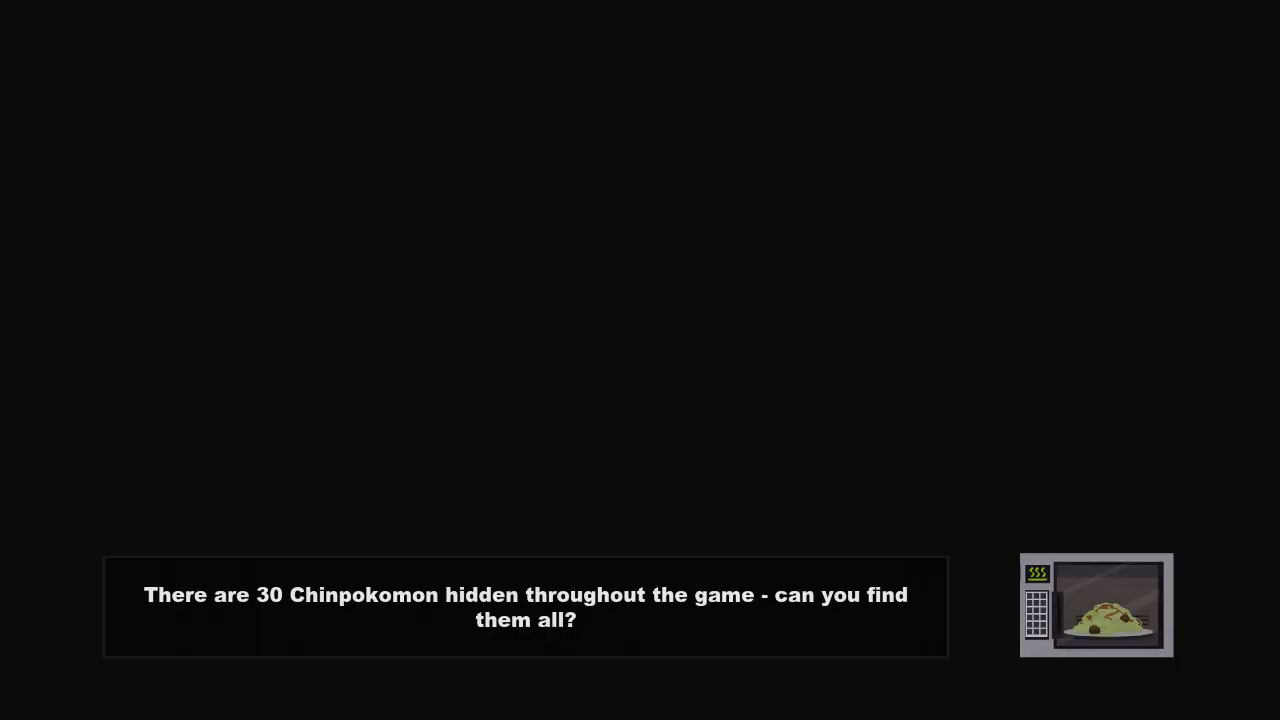 There are 30 Chinpokomon hidden throughout the game - can you find
them all?